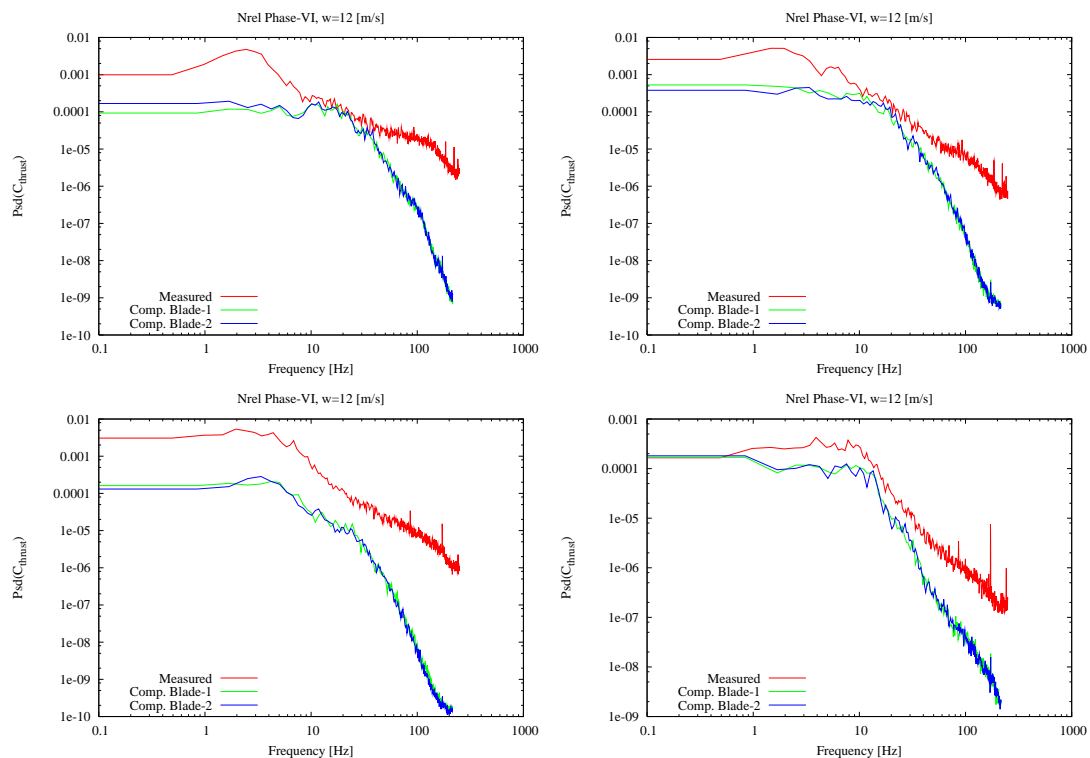 Nrel Phase-VI, w=12 [m/s]
0.01
0.001
0.0001
1e-05
1e-06
1e-07
1e-08
1e-09
1e-10
Psd(C_thrust)
Measured
Comp. Blade-1
Comp. Blade-2
0.1 1 10 100 1000
Frequency [Hz]
Nrel Phase-VI, w=12 [m/s]
0.01
0.001
0.0001
1e-05
1e-06
1e-07
1e-08
1e-09
1e-10
Psd(C_thrust)
Measured
Comp. Blade-1
Comp. Blade-2
0.1 1 10 100 1000
Frequency [Hz]
Nrel Phase-VI, w=12 [m/s]
0.01
0.001
0.0001
1e-05
1e-06
1e-07
1e-08
1e-09
1e-10
Psd(C_thrust)
Measured
Comp. Blade-1
Comp. Blade-2
0.1 1 10 100 1000
Frequency [Hz]
Nrel Phase-VI, w=12 [m/s]
0.001
0.0001
1e-05
1e-06
1e-07
1e-08
1e-09
Psd(C_thrust)
Measured
Comp. Blade-1
Comp. Blade-2
0.1 1 10 100 1000
Frequency [Hz]